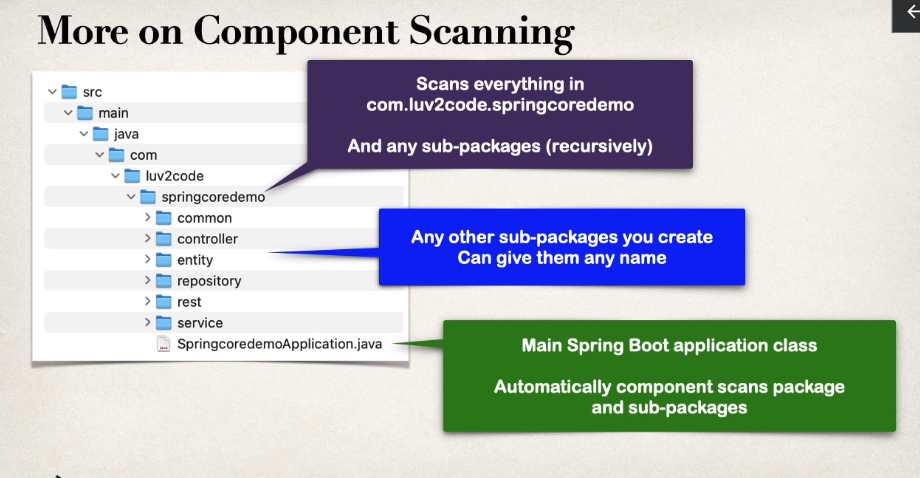 More on Component Scanning
src
main
java
com
luv2code
springcoredemo
common
controller
entity
repository
rest
service
SpringcoredemoApplication.java
Scans everything in
com.luv2code.springcoredemo
And any sub-packages (recursively)
Any other sub-packages you create
Can give them any name
Main Spring Boot application class
Automatically component scans package
and sub-packages